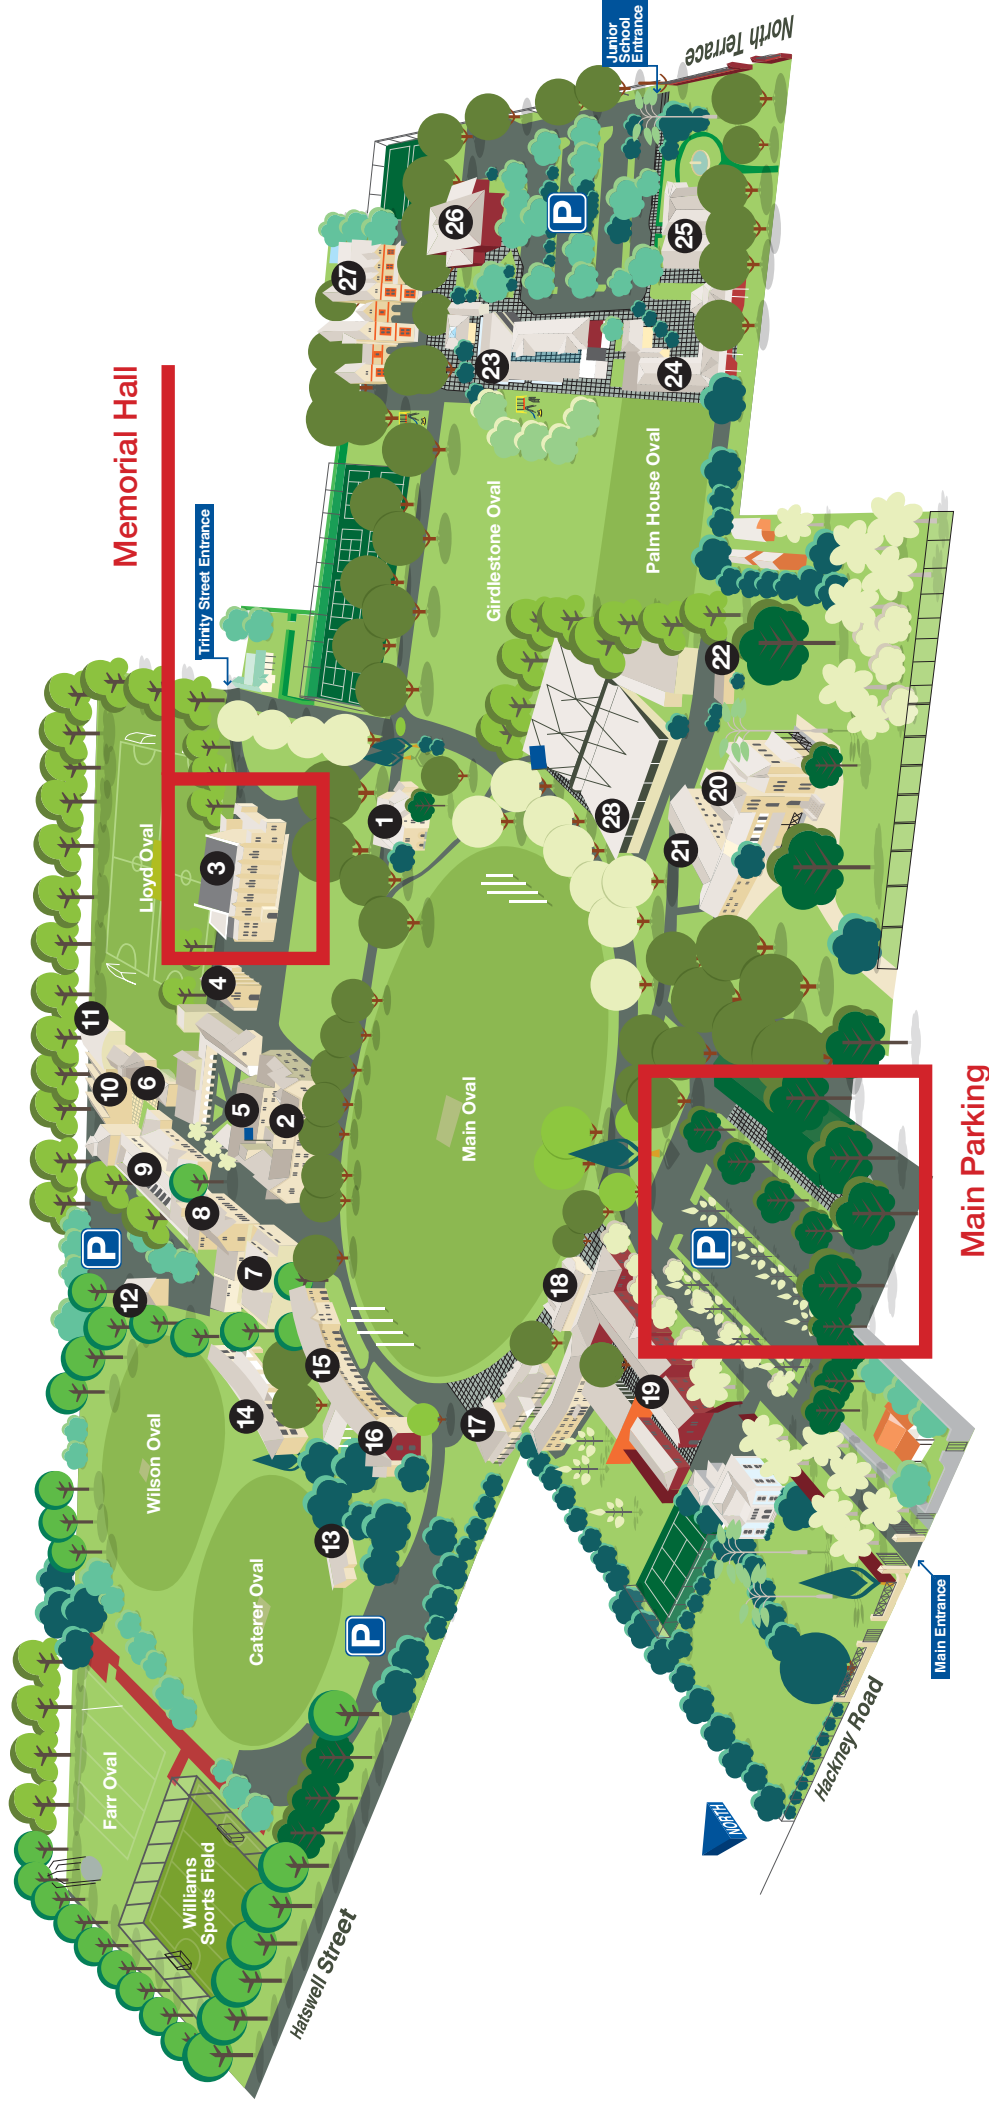 Memorial Hall
Trinity Street Entrance
Lloyd Oval
Farr Oval
Williams
Sports Field
Wilson Oval
Caterer Oval
Main Oval
Girdlestone Oval
Palm House Oval
Junior
School
Entrance
North Terrace
Hatswell Street
Hackney Road
Main Entrance
Main Parking
NORTH
P
P
P
P
1
2
3
4
5
6
7
8
9
10
11
12
13
14
15
16
17
18
19
20
21
22
23
24
25
26
27
28